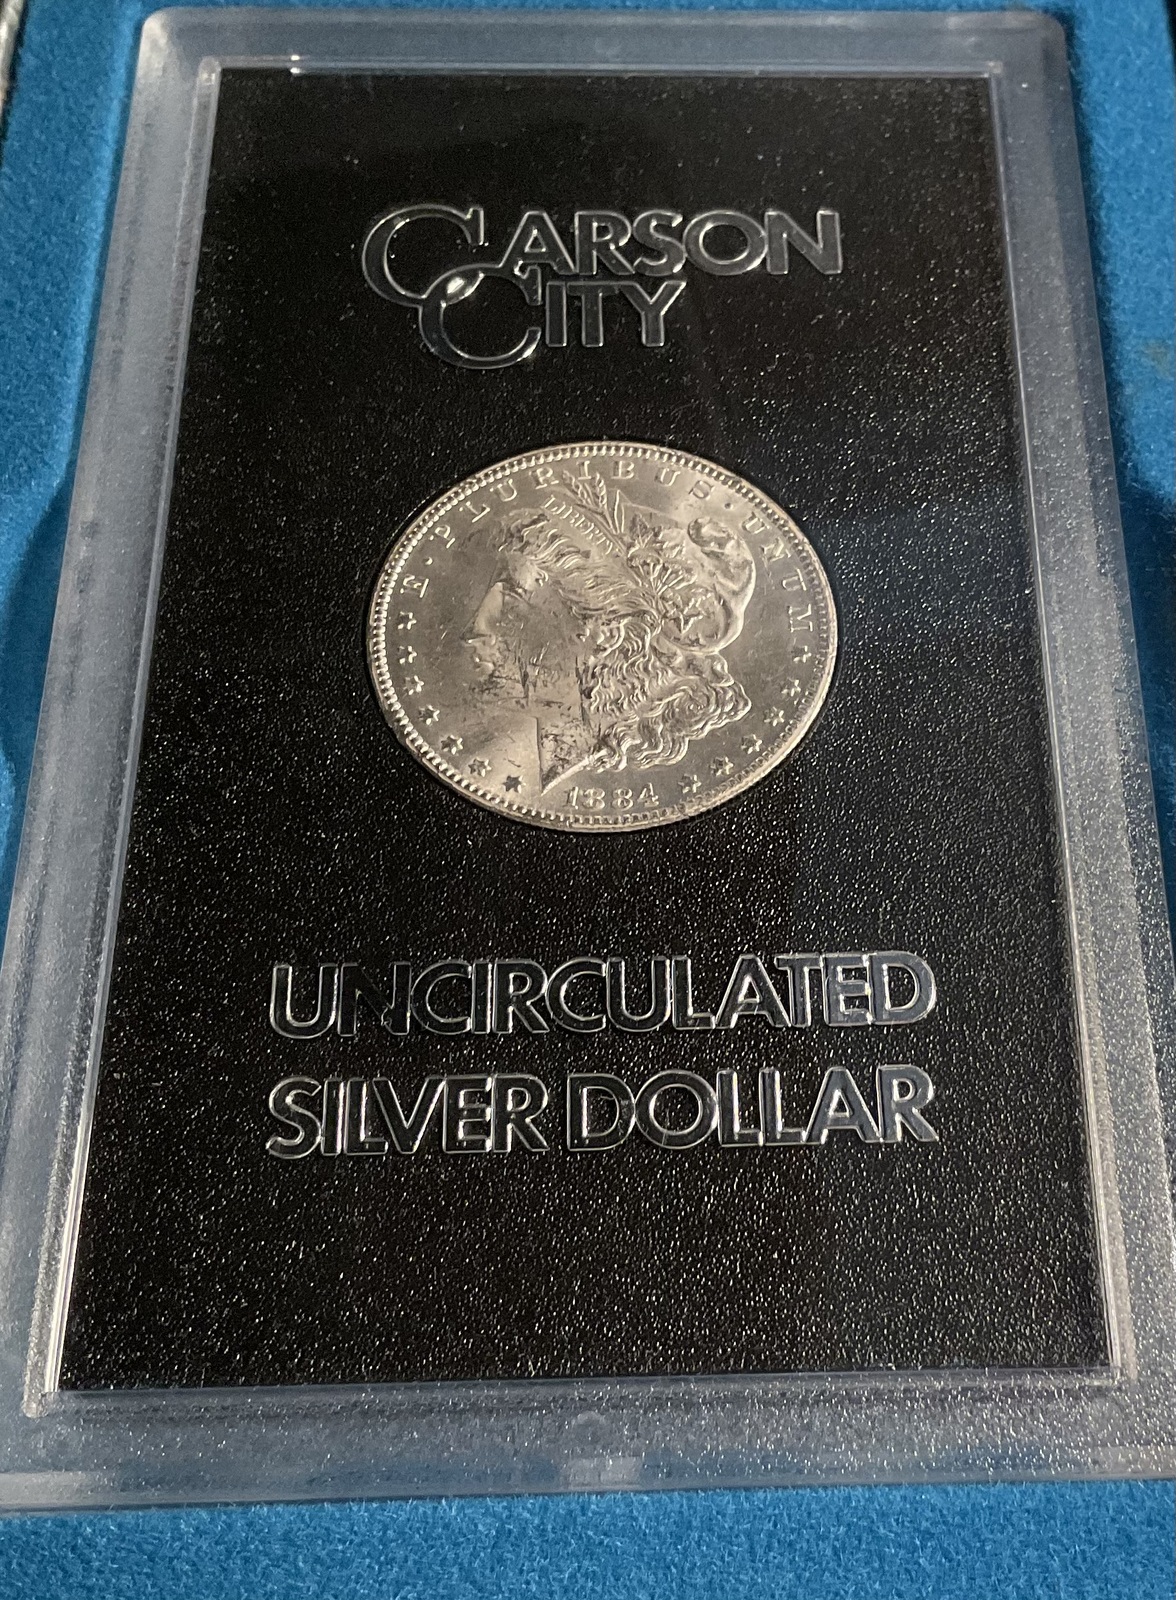 CARSON
CITY
E · PLURIBUS · UNUM
LIBERTY
1884
UNCIRCULATED
SILVER DOLLAR